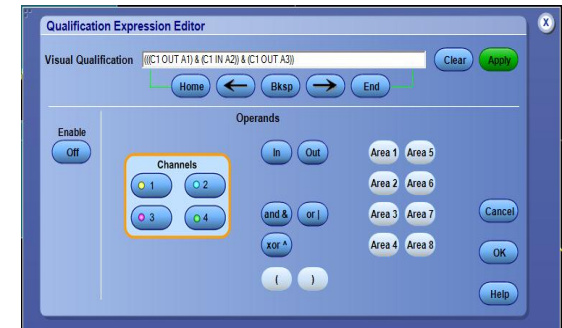 Qualification Expression Editor
X
Visual Qualification (((C1 OUT A1) & (C1 IN A2)) & (C1 OUT A3)) Clear Apply
Home Bksp End
Operands
Enable
Off
Channels
1 2
3 4
In Out
and & or |
xor ^
( )
Area 1 Area 5
Area 2 Area 6
Area 3 Area 7
Area 4 Area 8
Cancel
OK
Help